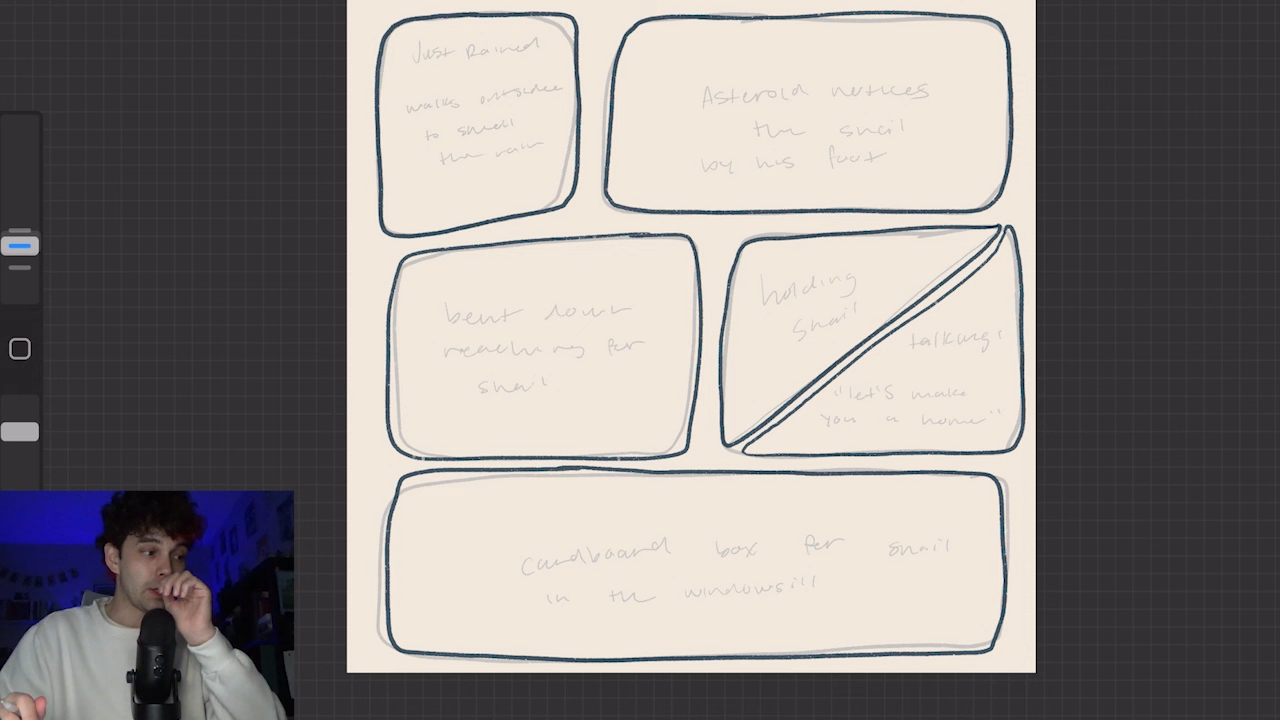 Just Rained
walks outside
to smell
the rain
Asteroid notices
the snail
by his foot
bent down
reaching for
snail
holding
snail
talking!
"let's make
you a home"
Cardboard box for snail
in the windowsill